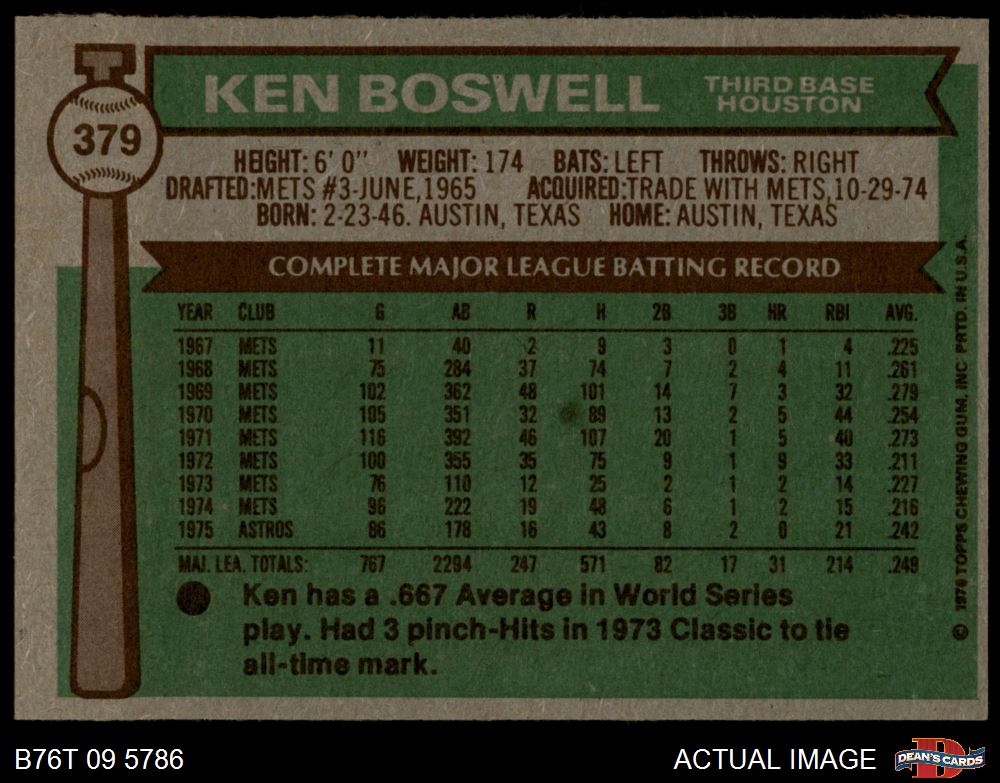 379
KEN BOSWELL
THIRD BASE
HOUSTON
HEIGHT: 6' 0" WEIGHT: 174 BATS: LEFT THROWS: RIGHT
DRAFTED: METS #3-JUNE, 1965 ACQUIRED: TRADE WITH METS, 10-29-74
BORN: 2-23-46. AUSTIN, TEXAS HOME: AUSTIN, TEXAS
COMPLETE MAJOR LEAGUE BATTING RECORD
YEAR CLUB G AB R H 2B 3B HR RBI AVG.
1967 METS 11 40 2 9 3 0 1 4 .225
1968 METS 75 284 37 74 7 2 4 11 .261
1969 METS 102 362 48 101 14 7 3 32 .279
1970 METS 105 351 32 89 13 2 5 44 .254
1971 METS 116 392 46 107 20 1 5 40 .273
1972 METS 100 355 35 75 9 1 9 33 .211
1973 METS 76 110 12 25 2 1 2 14 .227
1974 METS 96 222 19 48 6 1 2 15 .216
1975 ASTROS 86 178 16 43 8 2 0 21 .242
MAJ. LEA. TOTALS: 767 2294 247 571 82 17 31 214 .249
Ken has a .667 Average in World Series
play. Had 3 pinch-Hits in 1973 Classic to tie
all-time mark.
© 1976 TOPPS CHEWING GUM, INC. PRTD. IN U.S.A.
B76T 09 5786
ACTUAL IMAGE
DEAN'S CARDS